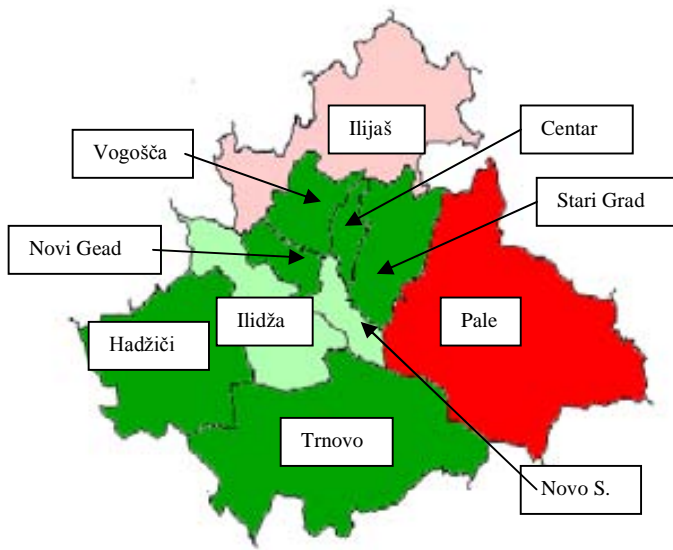 Ilijaš
Centar
Vogošča
Stari Grad
Novi Gead
Ilidža
Pale
Hadžiči
Trnovo
Novo S.